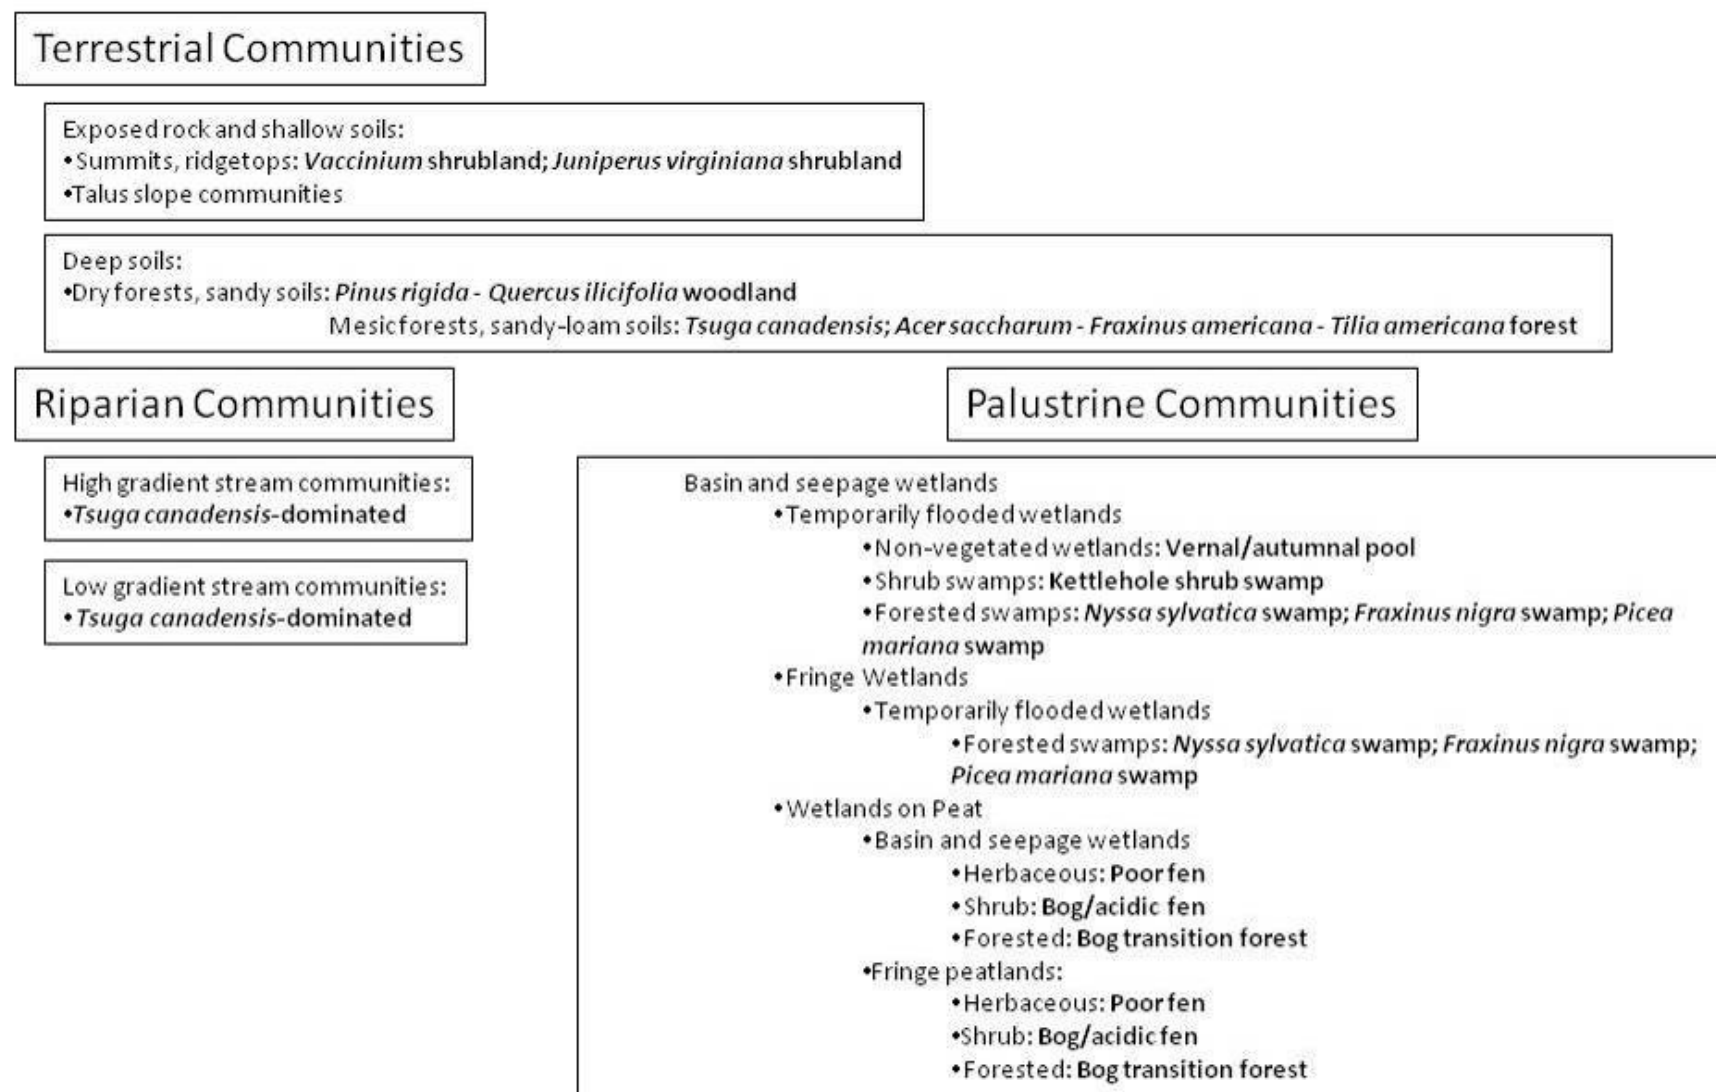 Terrestrial Communities
Exposed rock and shallow soils:
•Summits, ridgetops: Vaccinium shrubland; Juniperus virginiana shrubland
•Talus slope communities
Deep soils:
•Dry forests, sandy soils: Pinus rigida - Quercus ilicifolia woodland
Mesic forests, sandy-loam soils: Tsuga canadensis; Acer saccharum - Fraxinus americana - Tilia americana forest
Riparian Communities
High gradient stream communities:
•Tsuga canadensis-dominated
Low gradient stream communities:
•Tsuga canadensis-dominated
Palustrine Communities
Basin and seepage wetlands
•Temporarily flooded wetlands
•Non-vegetated wetlands: Vernal/autumnal pool
•Shrub swamps: Kettlehole shrub swamp
•Forested swamps: Nyssa sylvatica swamp; Fraxinus nigra swamp; Picea
mariana swamp
•Fringe Wetlands
•Temporarily flooded wetlands
•Forested swamps: Nyssa sylvatica swamp; Fraxinus nigra swamp;
Picea mariana swamp
•Wetlands on Peat
•Basin and seepage wetlands
•Herbaceous: Poor fen
•Shrub: Bog/acidic fen
•Forested: Bog transition forest
•Fringe peatlands:
•Herbaceous: Poor fen
•Shrub: Bog/acidic fen
•Forested: Bog transition forest